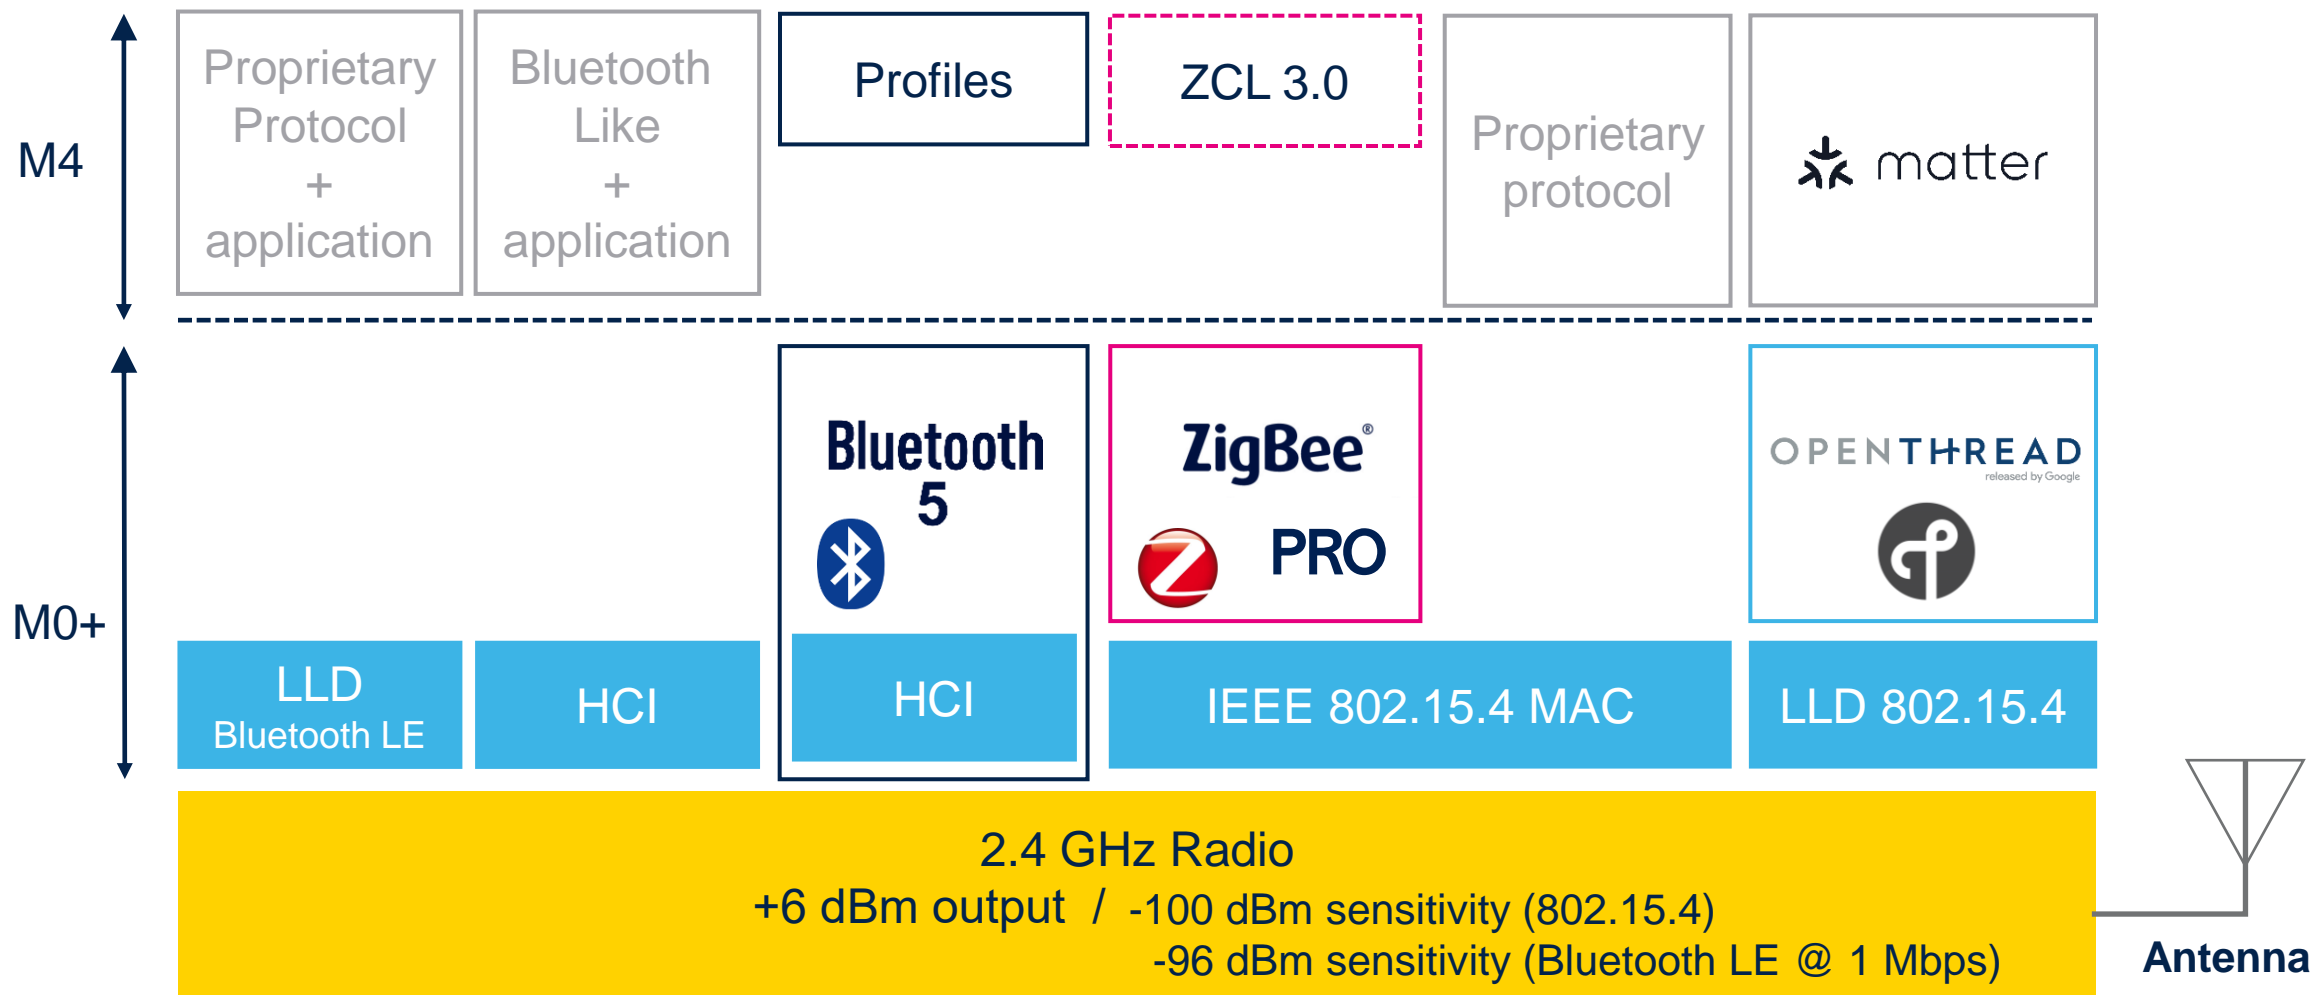 M4
Proprietary
Protocol
+
application
Bluetooth
Like
+
application
Profiles
ZCL 3.0
Proprietary
protocol
matter
M0+
Bluetooth
5
ZigBee®
PRO
OPENTHREAD
released by Google
LLD
Bluetooth LE
HCI
HCI
IEEE 802.15.4 MAC
LLD 802.15.4
2.4 GHz Radio
+6 dBm output / -100 dBm sensitivity (802.15.4)
-96 dBm sensitivity (Bluetooth LE @ 1 Mbps)
Antenna